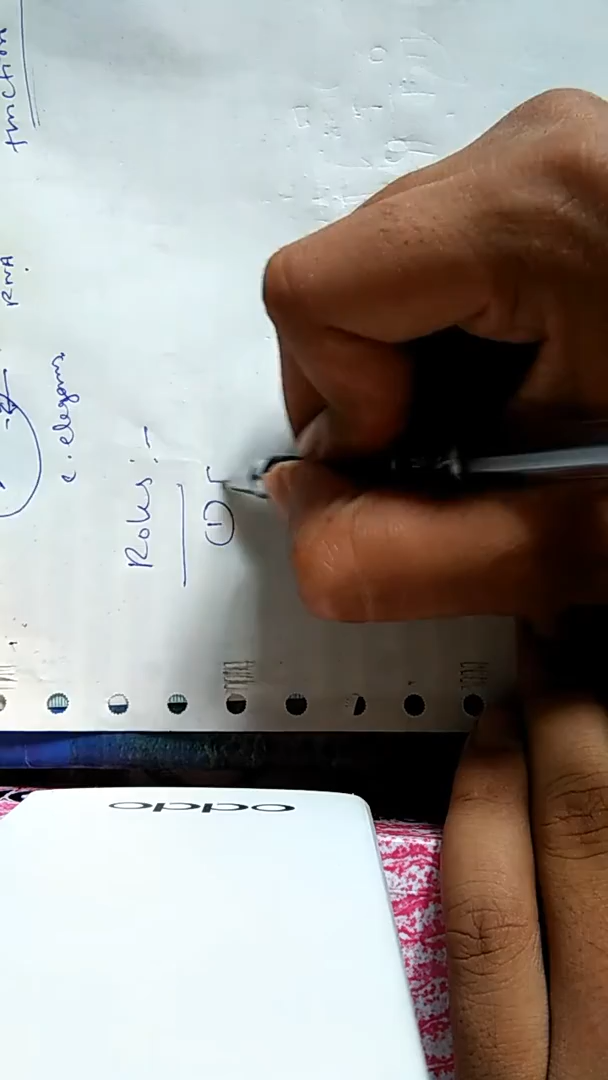 function
RNA
c. elegans
Roles :-
①
oppo